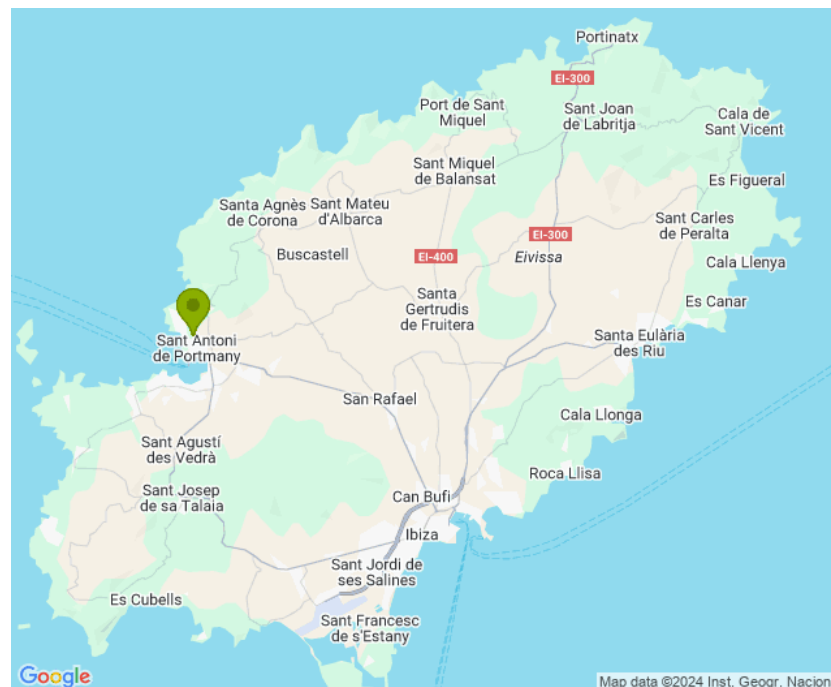 Portinatx
EI-300
Port de Sant
Miquel
Sant Joan
de Labritja
Cala de
Sant Vicent
Sant Miquel
de Balansat
Es Figueral
Santa Agnès
de Corona
Sant Mateu
d'Albarca
Sant Carles
de Peralta
EI-300
Buscastell
EI-400
Eivissa
Cala Llenya
Santa
Gertrudis
de Fruitera
Es Canar
Sant Antoni
de Portmany
Santa Eulària
des Riu
San Rafael
Cala Llonga
Sant Agustí
des Vedrà
Roca Llisa
Sant Josep
de sa Talaia
Can Bufi
Ibiza
Sant Jordi de
ses Salines
Es Cubells
Sant Francesc
de s'Estany
Google
Map data ©2024 Inst. Geogr. Nacion